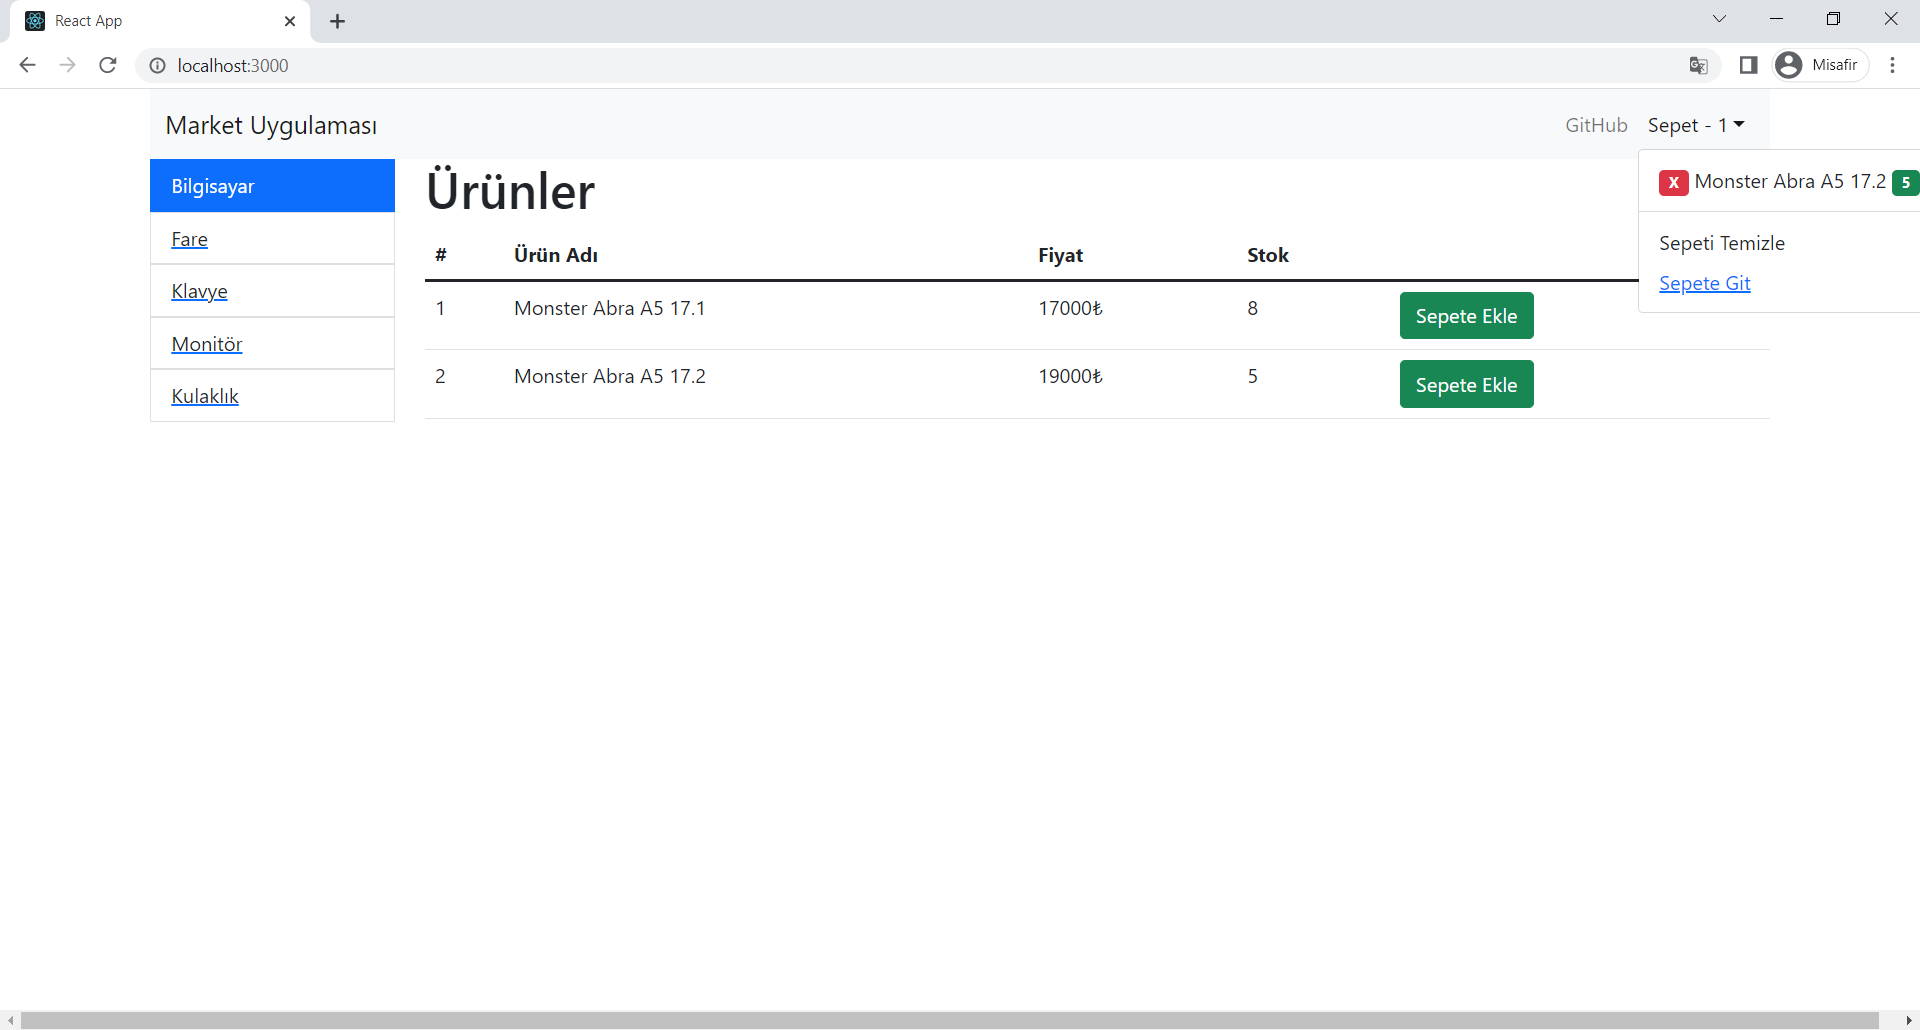 React App
localhost:3000
Misafir
Market Uygulaması
GitHub
Sepet - 1
X Monster Abra A5 17.2 5
Sepeti Temizle
Sepete Git
Bilgisayar
Fare
Klavye
Monitör
Kulaklık
Ürünler
# Ürün Adı Fiyat Stok
1 Monster Abra A5 17.1 17000₺ 8 Sepete Ekle
2 Monster Abra A5 17.2 19000₺ 5 Sepete Ekle